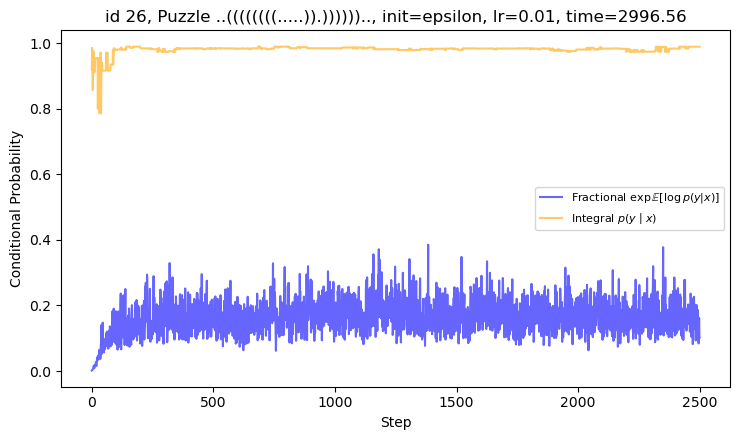 id 26, Puzzle ..((((((((.....)).)))))).., init=epsilon, lr=0.01, time=2996.56
Conditional Probability
1.0
0.8
0.6
0.4
0.2
0.0
Fractional exp𝔼[log p(y|x)]
Integral p(y | x)
0
500
1000
1500
2000
2500
Step